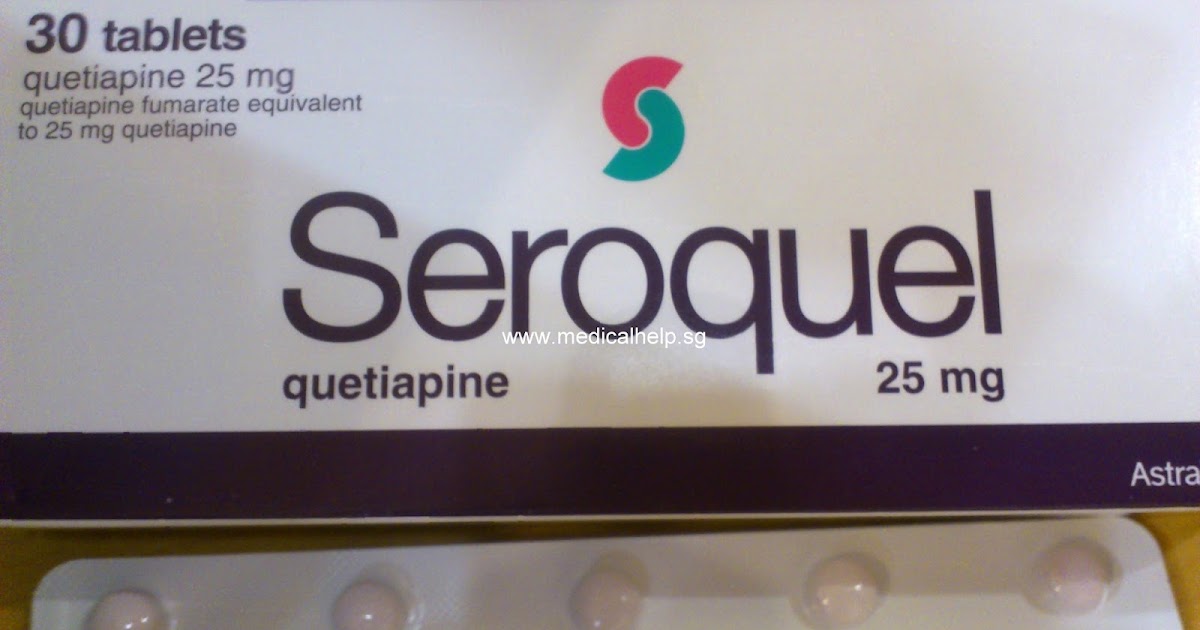 30 tablets
quetiapine 25 mg
quetiapine fumarate equivalent
to 25 mg quetiapine
Seroquel
www.medicalhelp.sg
quetiapine 25 mg
Astra